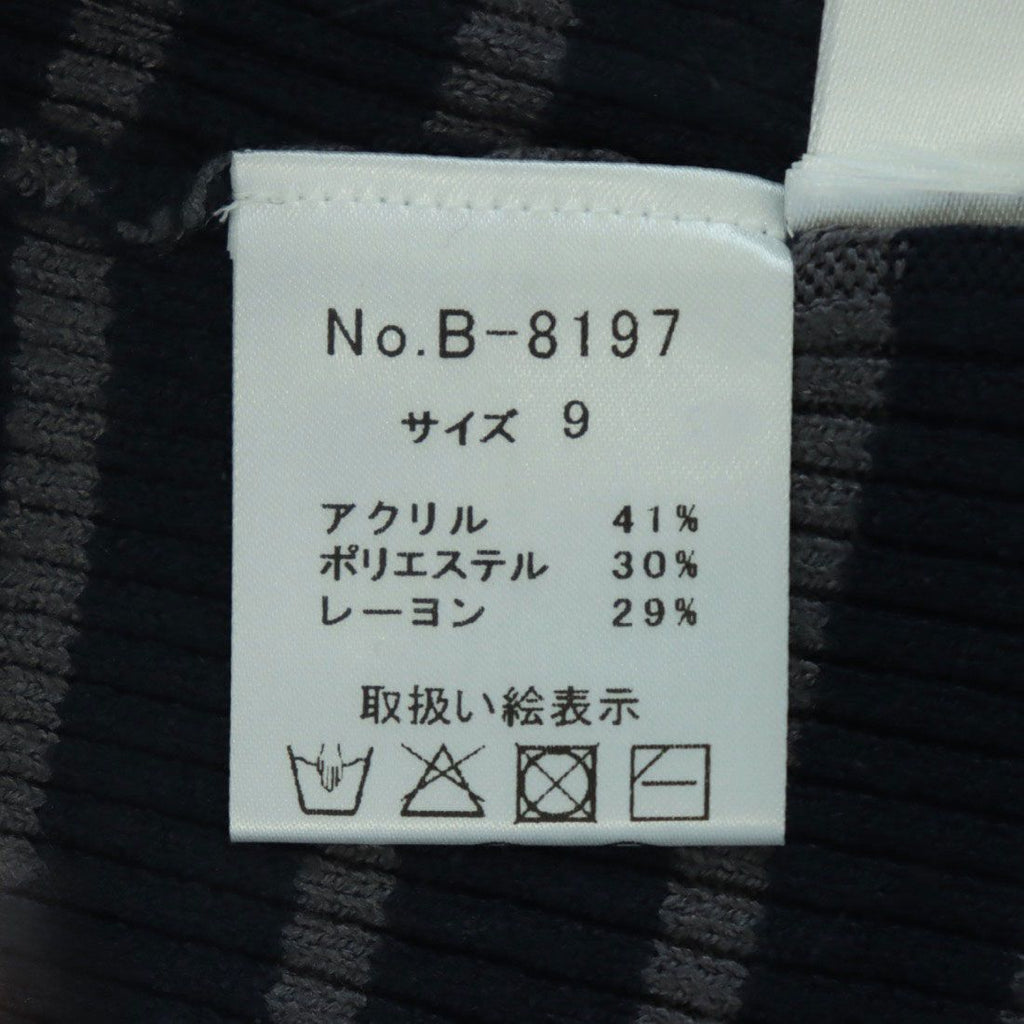 No.B-8197
サイズ 9
アクリル 41%
ポリエステル 30%
レーヨン 29%
取扱い絵表示